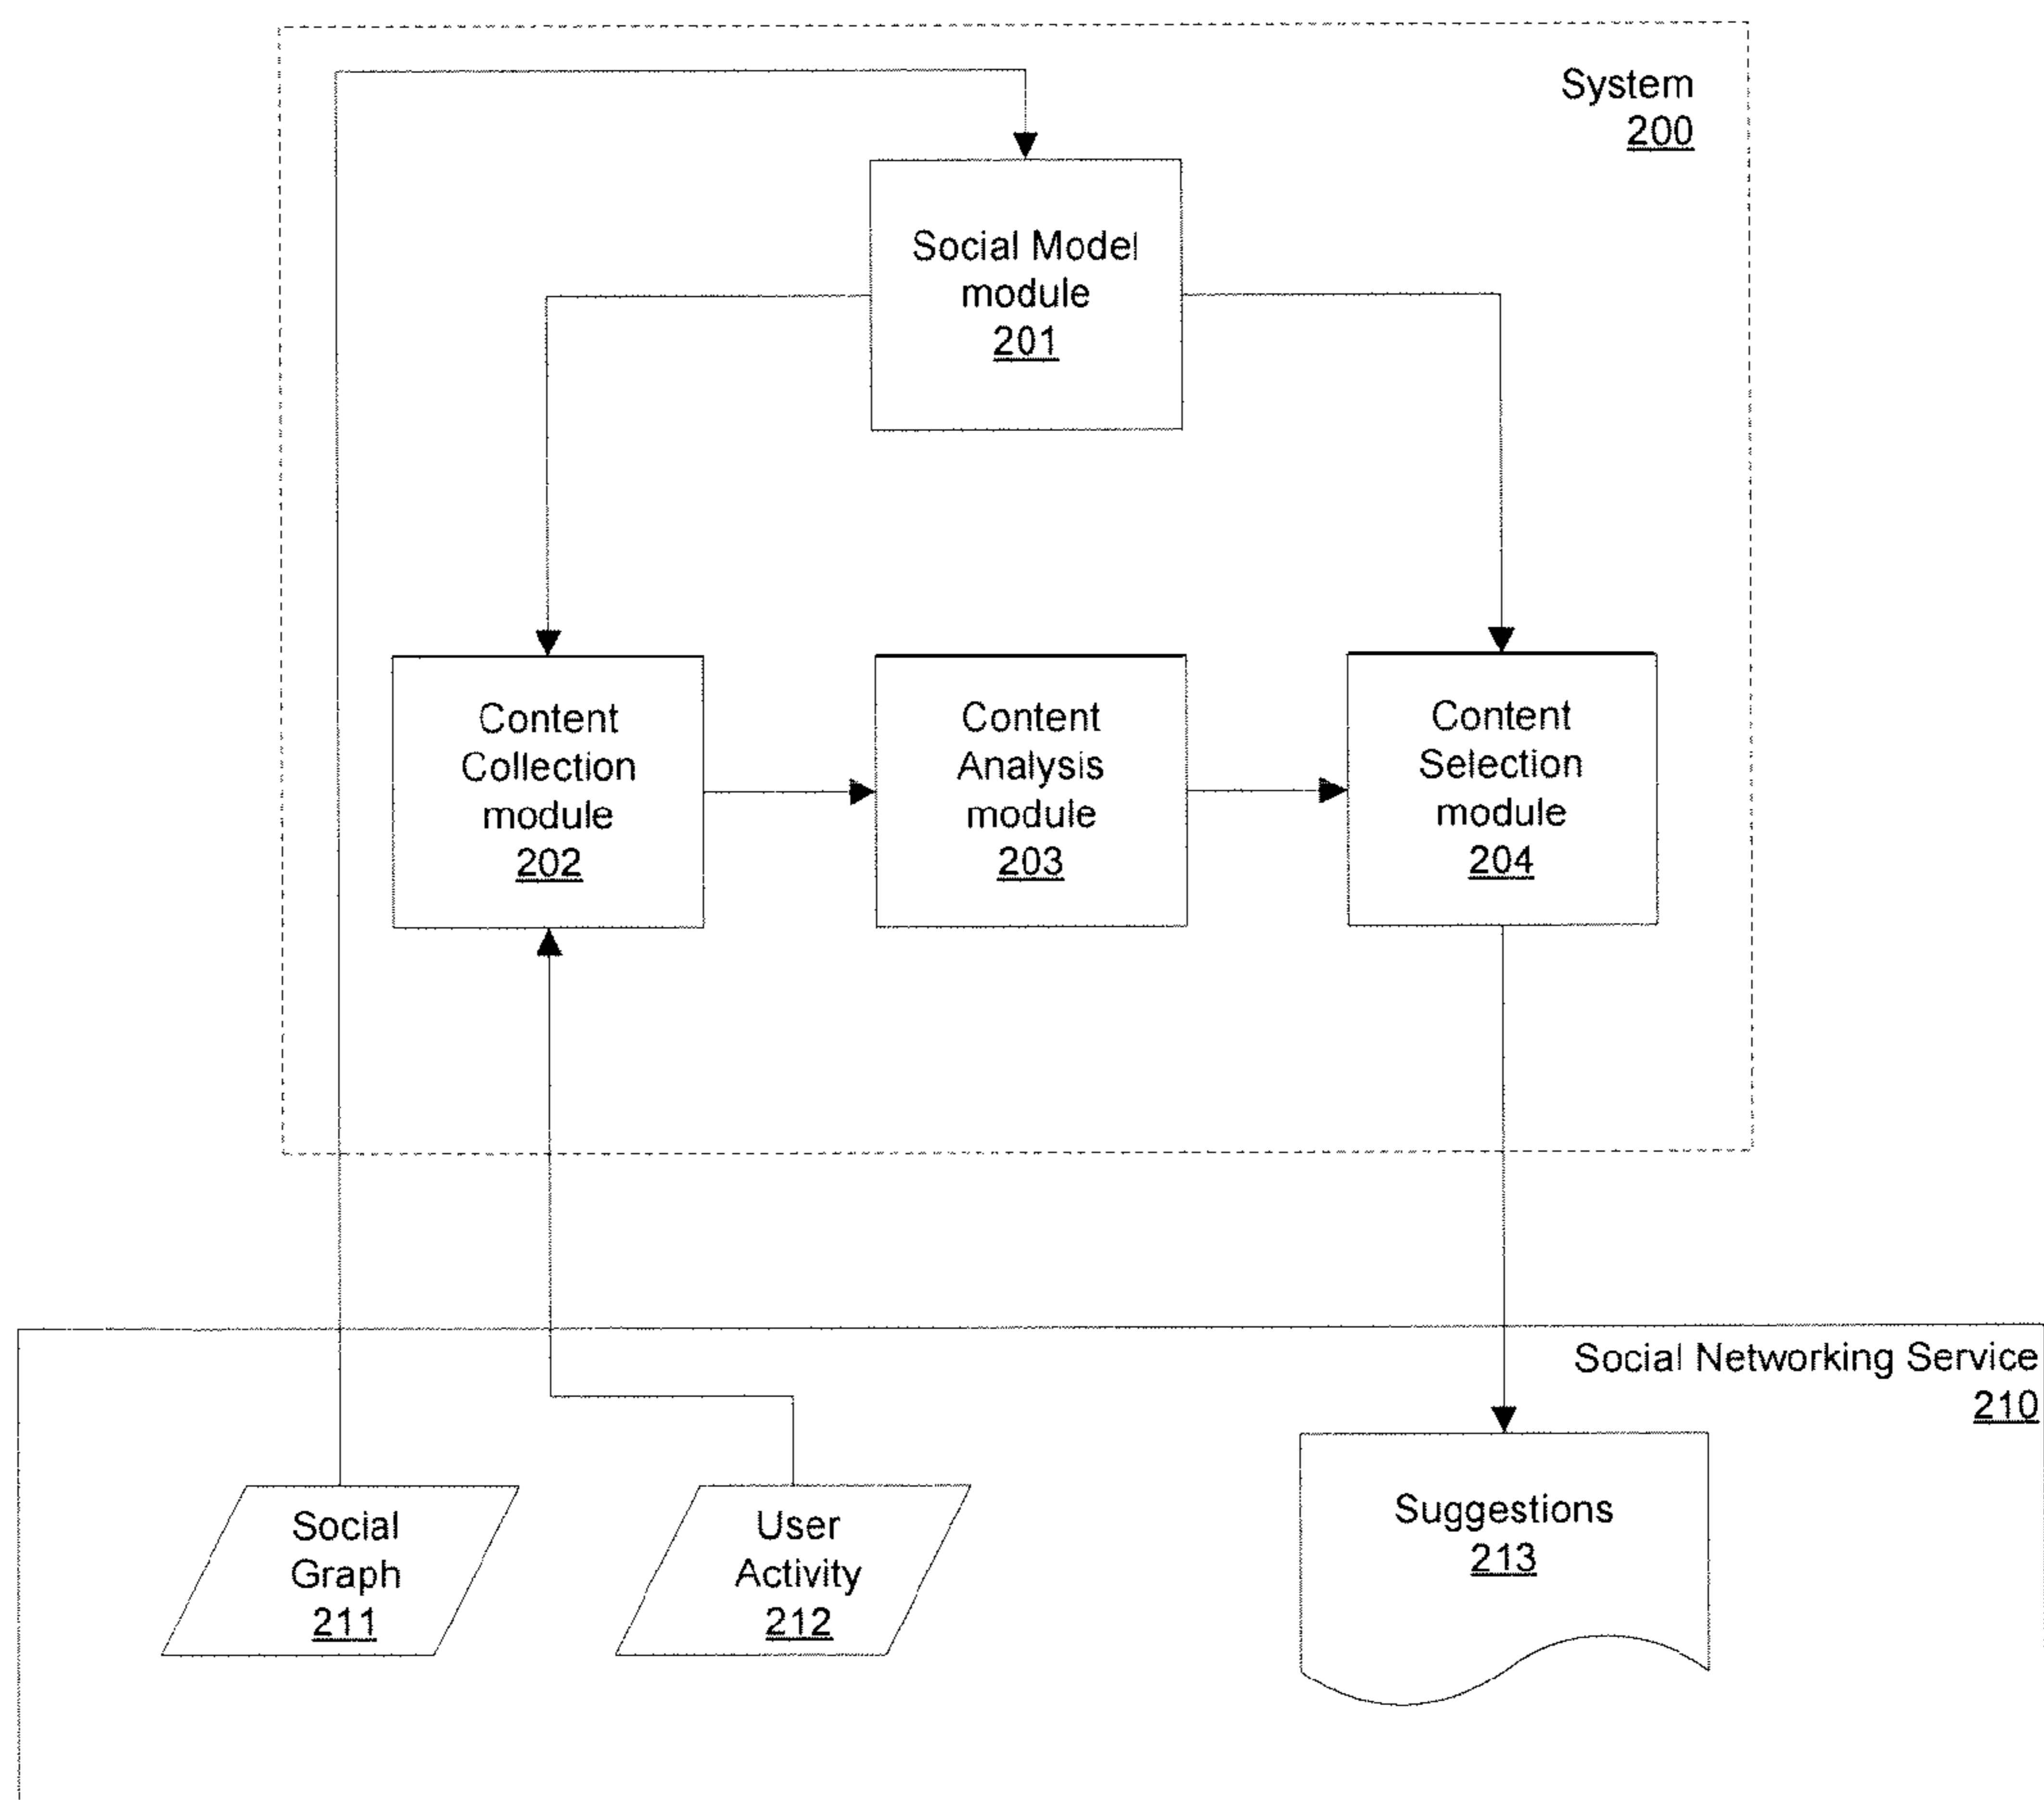 System
200
Social Model
module
201
Content
Collection
module
202
Content
Analysis
module
203
Content
Selection
module
204
Social Networking Service
210
Social
Graph
211
User
Activity
212
Suggestions
213